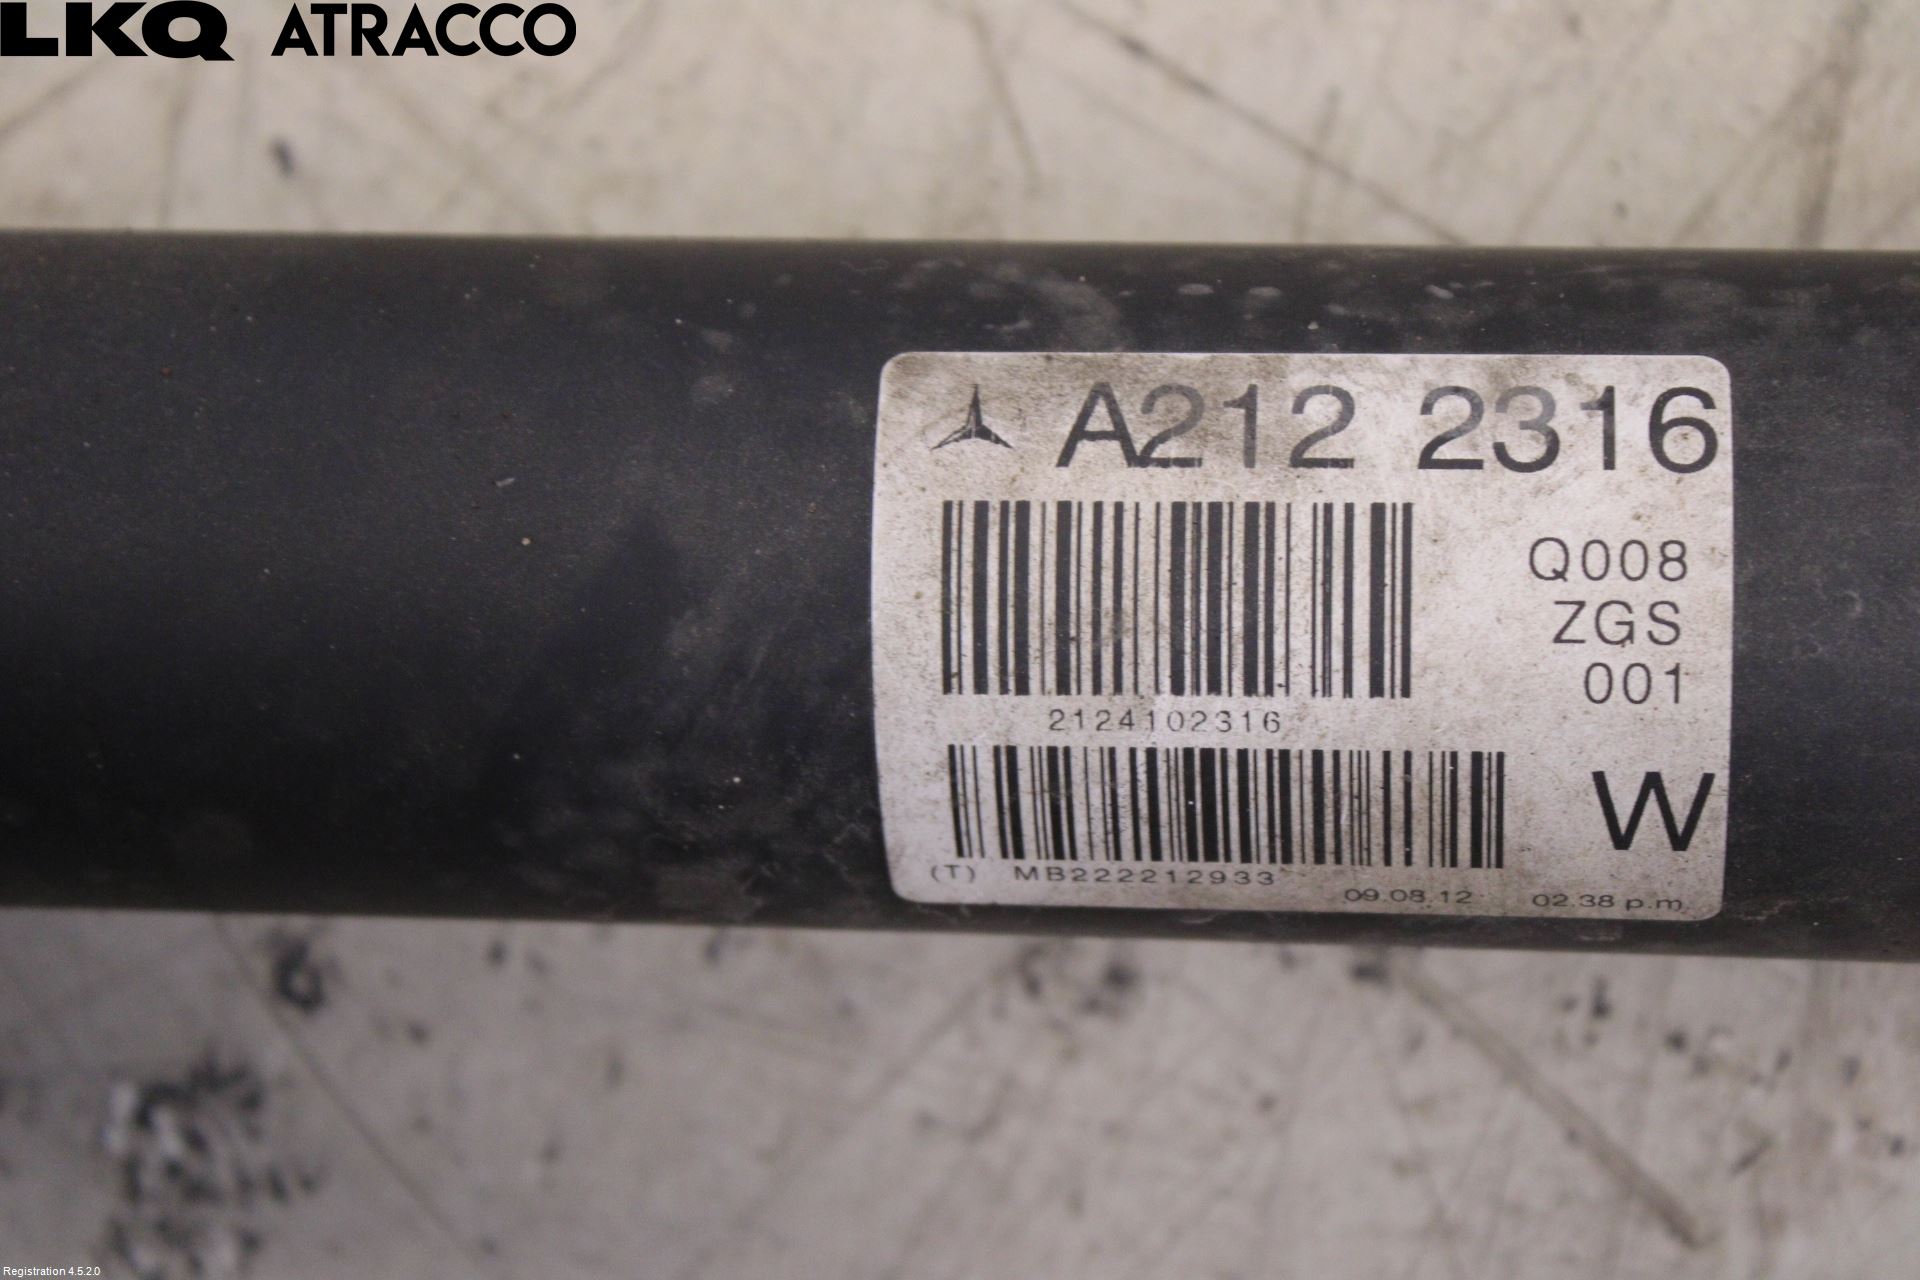 LKQ ATRACCO
A212 2316
Q008
ZGS
001
2124102316
W
(T) MB222212933
09.08.12 02.38 p.m.
Registration 4.5.2.0